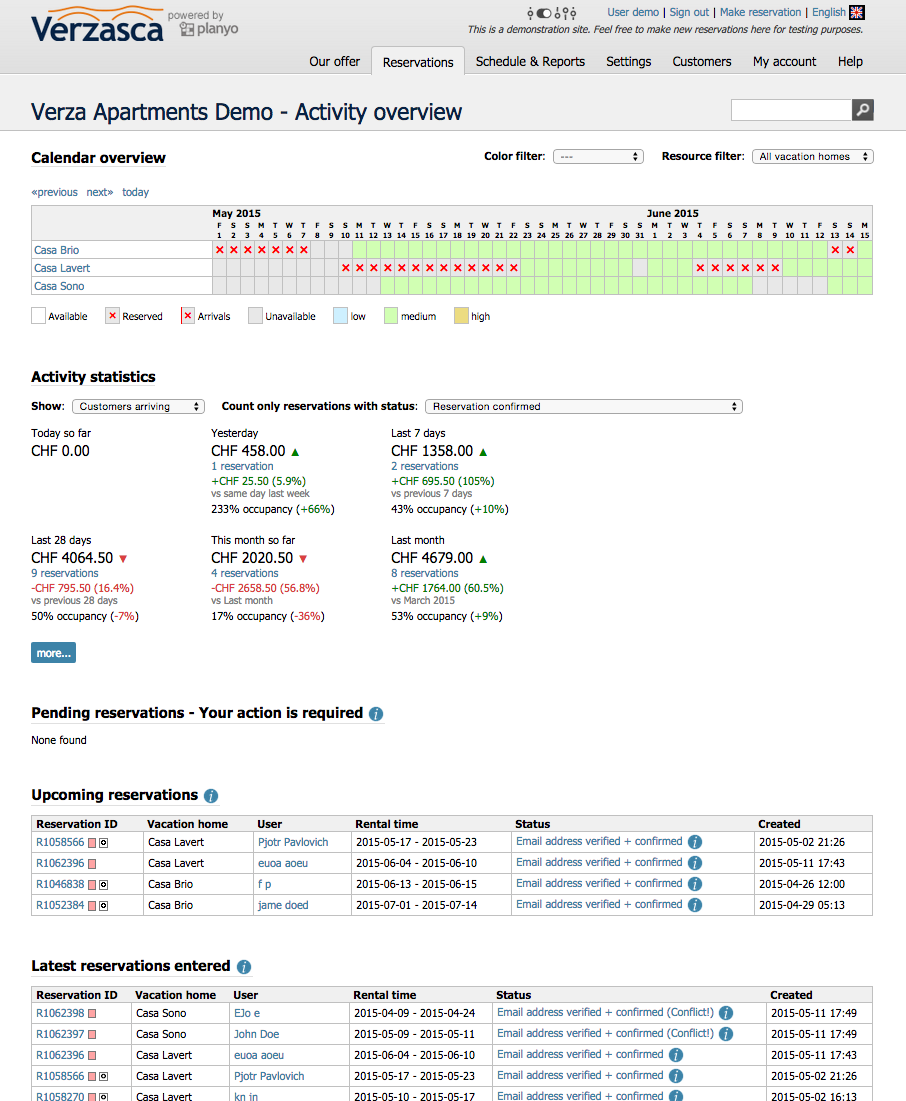 Verzasca powered by planyo
User demo | Sign out | Make reservation | English
This is a demonstration site. Feel free to make new reservations here for testing purposes.
Our offer Reservations Schedule & Reports Settings Customers My account Help
Verza Apartments Demo - Activity overview
Calendar overview Color filter: --- Resource filter: All vacation homes
«previous next» today
May 2015 June 2015
F S S M T W T F S S M T W T F S S M T W T F S S M T W T F S S M T W T F S S M T W T F S S M
1 2 3 4 5 6 7 8 9 10 11 12 13 14 15 16 17 18 19 20 21 22 23 24 25 26 27 28 29 30 31 1 2 3 4 5 6 7 8 9 10 11 12 13 14 15
Casa Brio
Casa Lavert
Casa Sono
Available Reserved Arrivals Unavailable low medium high
Activity statistics
Show: Customers arriving Count only reservations with status: Reservation confirmed
Today so far Yesterday Last 7 days
CHF 0.00 CHF 458.00 ▲ CHF 1358.00 ▲
1 reservation 2 reservations
+CHF 25.50 (5.9%) +CHF 695.50 (105%)
vs same day last week vs previous 7 days
233% occupancy (+66%) 43% occupancy (+10%)
Last 28 days This month so far Last month
CHF 4064.50 ▼ CHF 2020.50 ▼ CHF 4679.00 ▲
9 reservations 4 reservations 8 reservations
-CHF 795.50 (16.4%) -CHF 2658.50 (56.8%) +CHF 1764.00 (60.5%)
vs previous 28 days vs Last month vs March 2015
50% occupancy (-7%) 17% occupancy (-36%) 53% occupancy (+9%)
more...
Pending reservations - Your action is required i
None found
Upcoming reservations i
Reservation ID Vacation home User Rental time Status Created
R1058566 Casa Lavert Pjotr Pavlovich 2015-05-17 - 2015-05-23 Email address verified + confirmed i 2015-05-02 21:26
R1062396 Casa Lavert euoa aoeu 2015-06-04 - 2015-06-10 Email address verified + confirmed i 2015-05-11 17:43
R1046838 Casa Brio f p 2015-06-13 - 2015-06-15 Email address verified + confirmed i 2015-04-26 12:00
R1052384 Casa Brio jame doed 2015-07-01 - 2015-07-14 Email address verified + confirmed i 2015-04-29 05:13
Latest reservations entered i
Reservation ID Vacation home User Rental time Status Created
R1062398 Casa Sono EJo e 2015-04-09 - 2015-04-24 Email address verified + confirmed (Conflict!) i 2015-05-11 17:49
R1062397 Casa Sono John Doe 2015-05-09 - 2015-05-11 Email address verified + confirmed (Conflict!) i 2015-05-11 17:49
R1062396 Casa Lavert euoa aoeu 2015-06-04 - 2015-06-10 Email address verified + confirmed i 2015-05-11 17:43
R1058566 Casa Lavert Pjotr Pavlovich 2015-05-17 - 2015-05-23 Email address verified + confirmed i 2015-05-02 21:26
R1058270 Casa Lavert kn in 2015-05-10 - 2015-05-17 Email address verified + confirmed i 2015-05-02 16:13